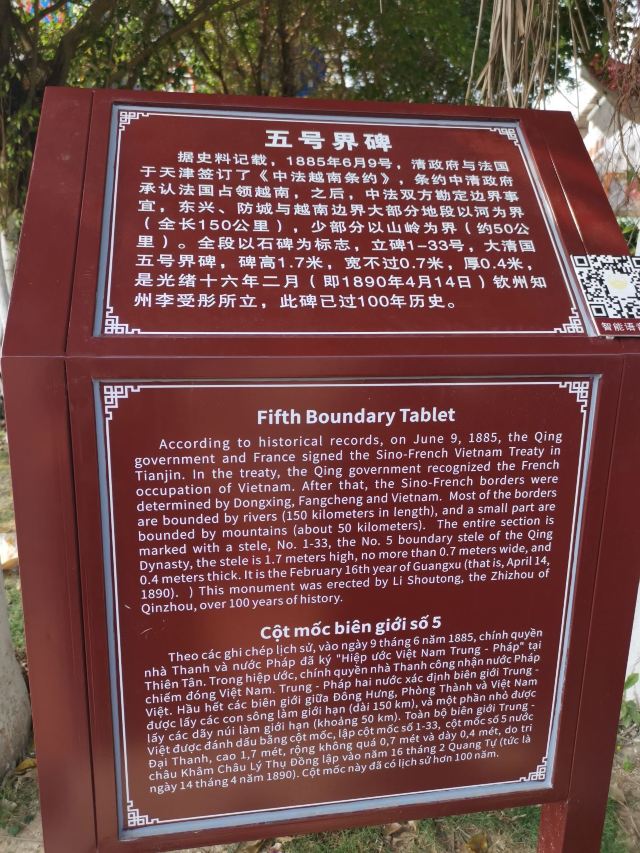 五号界碑
据史料记载，1885年6月9号，清政府与法国
于天津签订了《中法越南条约》，条约中清政府
承认法国占领越南，之后，中法双方勘定边界事
宜，东兴、防城与越南边界大部分地段以河为界
（全长150公里），少部分以山岭为界（约50公
里）。全段以石碑为标志，立碑1-33号，大清国
五号界碑，碑高1.7米，宽不过0.7米，厚0.4米，
是光绪十六年二月（即1890年4月14日）钦州知
州李受彤所立，此碑已过100年历史。
Fifth Boundary Tablet
According to historical records, on June 9, 1885, the Qing
government and France signed the Sino-French Vietnam Treaty in
Tianjin. In the treaty, the Qing government recognized the French
occupation of Vietnam. After that, the Sino-French borders were
determined by Dongxing, Fangcheng and Vietnam. Most of the borders
are bounded by rivers (150 kilometers in length), and a small part are
bounded by mountains (about 50 kilometers). The entire section is
marked with a stele, No. 1-33, the No. 5 boundary stele of the Qing
Dynasty, the stele is 1.7 meters high, no more than 0.7 meters wide, and
0.4 meters thick. It is the February 16th year of Guangxu (that is, April 14,
1890). ) This monument was erected by Li Shoutong, the Zhizhou of
Qinzhou, over 100 years of history.
Cột mốc biên giới số 5
Theo các ghi chép lịch sử, vào ngày 9 tháng 6 năm 1885, chính quyền
nhà Thanh và nước Pháp đã ký "Hiệp ước Việt Nam Trung - Pháp" tại
Thiên Tân. Trong hiệp ước, chính quyền nhà Thanh công nhận nước Pháp
chiếm đóng Việt Nam. Trung - Pháp hai nước xác định biên giới Trung -
Việt. Hầu hết các biên giới giữa Đông Hưng, Phòng Thành và Việt Nam
được lấy các con sông làm giới hạn (dài 150 km), và một phần nhỏ được
lấy các dãy núi làm giới hạn (khoảng 50 km). Toàn bộ biên giới Trung -
Việt được đánh dấu bằng cột mốc, lập cột mốc số 1-33, cột mốc số 5 nước
Đại Thanh, cao 1,7 mét, rộng không quá 0,7 mét và dày 0,4 mét, do tri
châu Khâm Châu Lý Thụ Đồng lập vào năm 16 tháng 2 Quang Tự (tức là
ngày 14 tháng 4 năm 1890). Cột mốc này đã có lịch sử hơn 100 năm.
智能语音